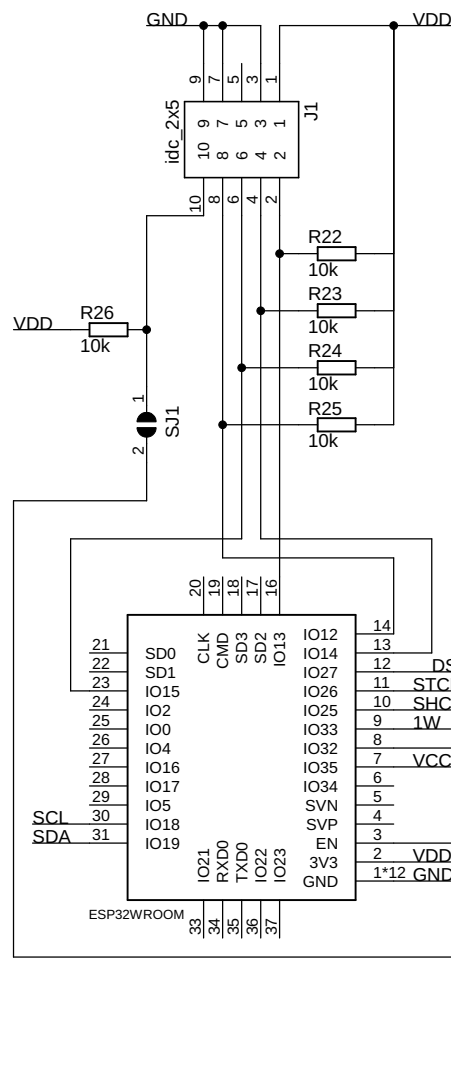 GND
VDD
9
7
5
3
1
idc_2x5
J1
9 7 5 3 1
10 8 6 4 2
10
8
6
4
2
R22
10k
R23
10k
R24
10k
R25
10k
VDD
R26
10k
1
SJ1
2
20
19
18
17
16
CLK
CMD
SD3
SD2
IO13
21 SD0
22 SD1
23 IO15
24 IO2
25 IO0
26 IO4
27 IO16
28 IO17
29 IO5
SCL 30 IO18
SDA 31 IO19
IO12 14
IO14 13
IO27 12 DS
IO26 11 STC
IO25 10 SHC
IO33 9 1W
IO32 8
IO35 7 VCC
IO34 6
SVN 5
SVP 4
EN 3
3V3 2 VDD
GND 1*12 GND
IO21
RXD0
TXD0
IO22
IO23
ESP32WROOM
33
34
35
36
37